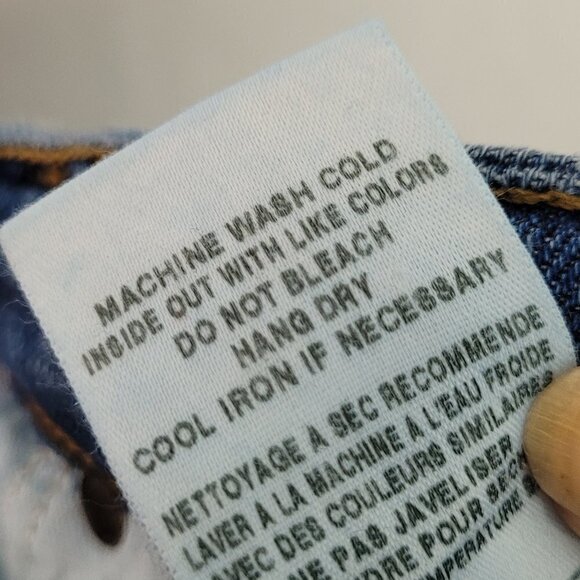 MACHINE WASH COLD
INSIDE OUT WITH LIKE COLORS
DO NOT BLEACH
HANG DRY
COOL IRON IF NECESSARY
NETTOYAGE A SEC RECOMMENDE
LAVER A LA MACHINE À L'EAU FROIDE
AVEC DES COULEURS SIMILAIRES
NE PAS JAVELISER
POUR